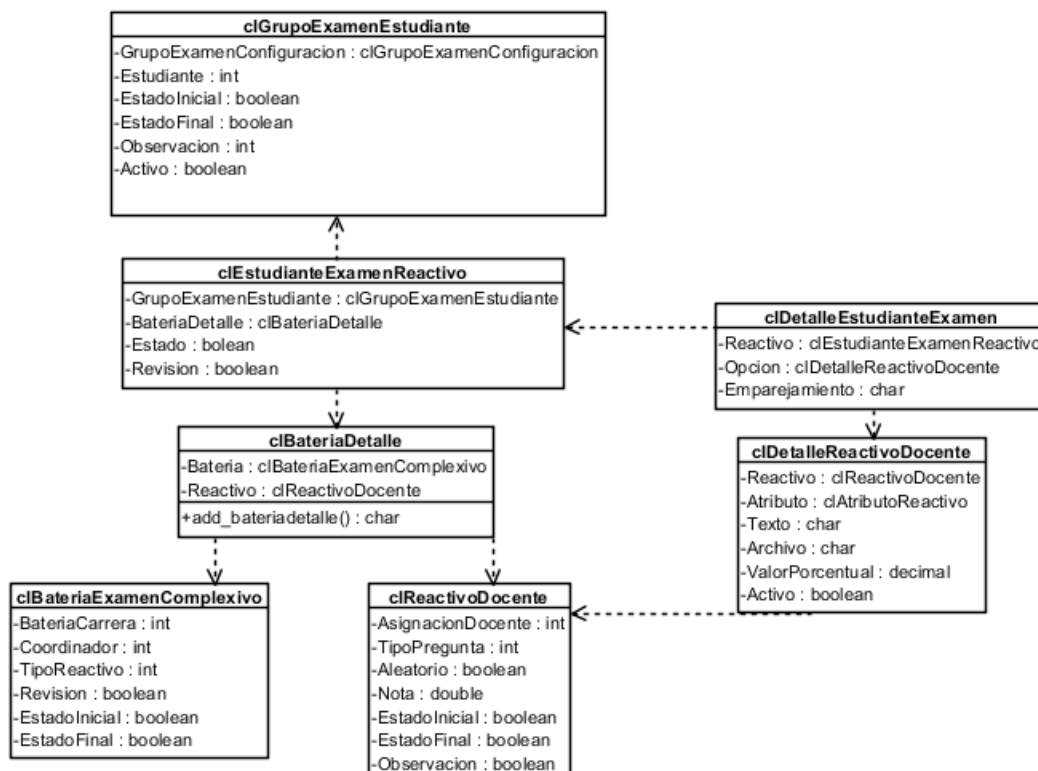 clGrupoExamenEstudiante
-GrupoExamenConfiguracion : clGrupoExamenConfiguracion
-Estudiante : int
-EstadoInicial : boolean
-EstadoFinal : boolean
-Observacion : int
-Activo : boolean
clEstudianteExamenReactivo
-GrupoExamenEstudiante : clGrupoExamenEstudiante
-BateriaDetalle : clBateriaDetalle
-Estado : bolean
-Revision : boolean
clDetalleEstudianteExamen
-Reactivo : clEstudianteExamenReactivo
-Opcion : clDetalleReactivoDocente
-Emparejamiento : char
clBateriaDetalle
-Bateria : clBateriaExamenComplexivo
-Reactivo : clReactivoDocente
+add_bateriadetalle() : char
clDetalleReactivoDocente
-Reactivo : clReactivoDocente
-Atributo : clAtributoReactivo
-Texto : char
-Archivo : char
-ValorPorcentual : decimal
-Activo : boolean
clBateriaExamenComplexivo
-BateriaCarrera : int
-Coordinador : int
-TipoReactivo : int
-Revision : boolean
-EstadoInicial : boolean
-EstadoFinal : boolean
clReactivoDocente
-AsignacionDocente : int
-TipoPregunta : int
-Aleatorio : boolean
-Nota : double
-EstadoInicial : boolean
-EstadoFinal : boolean
-Observacion : boolean